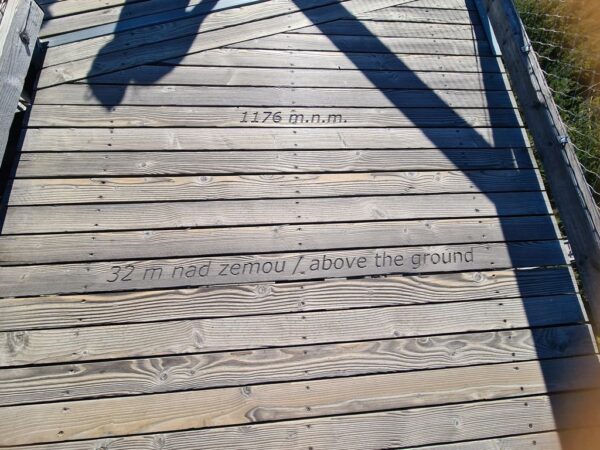 1176 m.n.m.
32 m nad zemou / above the ground